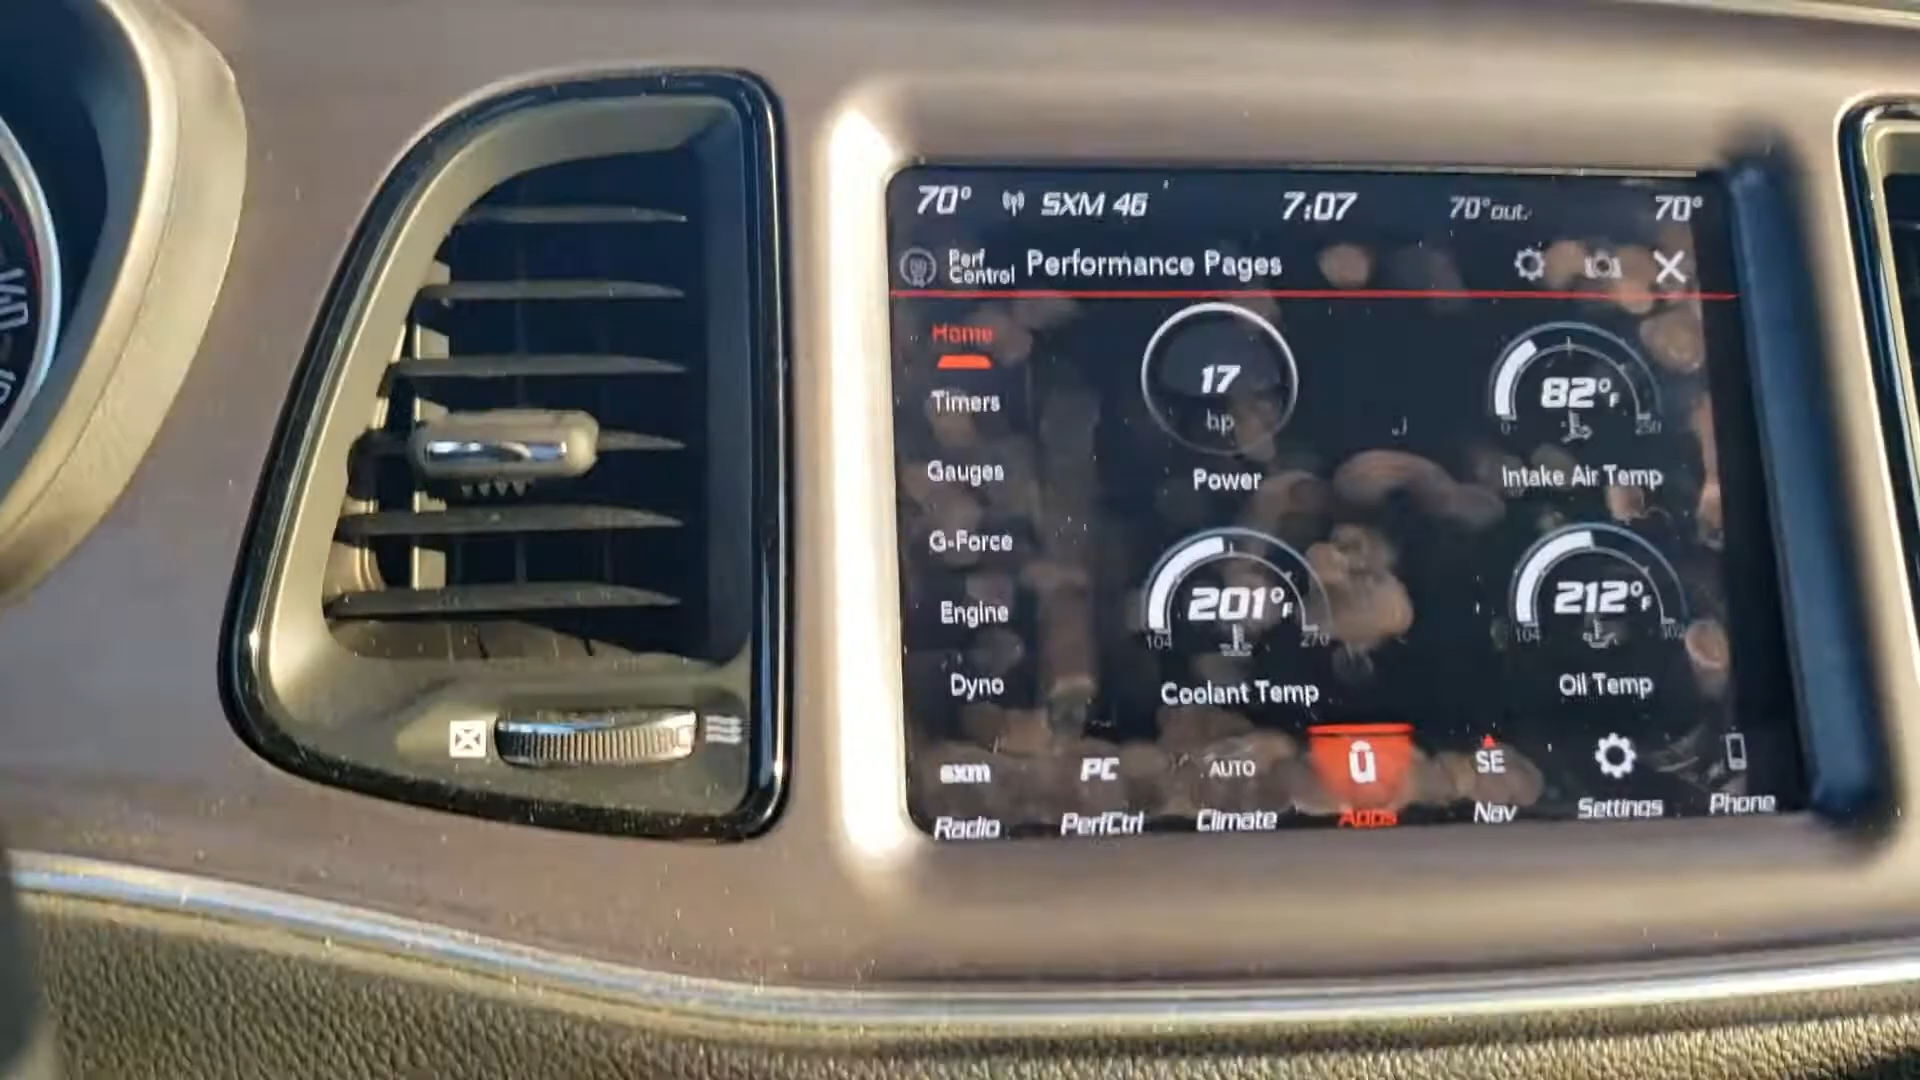 70° SXM 46 7:07 70°out. 70°
Perf Control Performance Pages
Home
Timers
Gauges
G-Force
Engine
Dyno
17
hp
Power
82°F
0 250
Intake Air Temp
201°F
104 270
Coolant Temp
212°F
104
Oil Temp
sxm PC AUTO SE
Radio PerfCtrl Climate Apps Nav Settings Phone